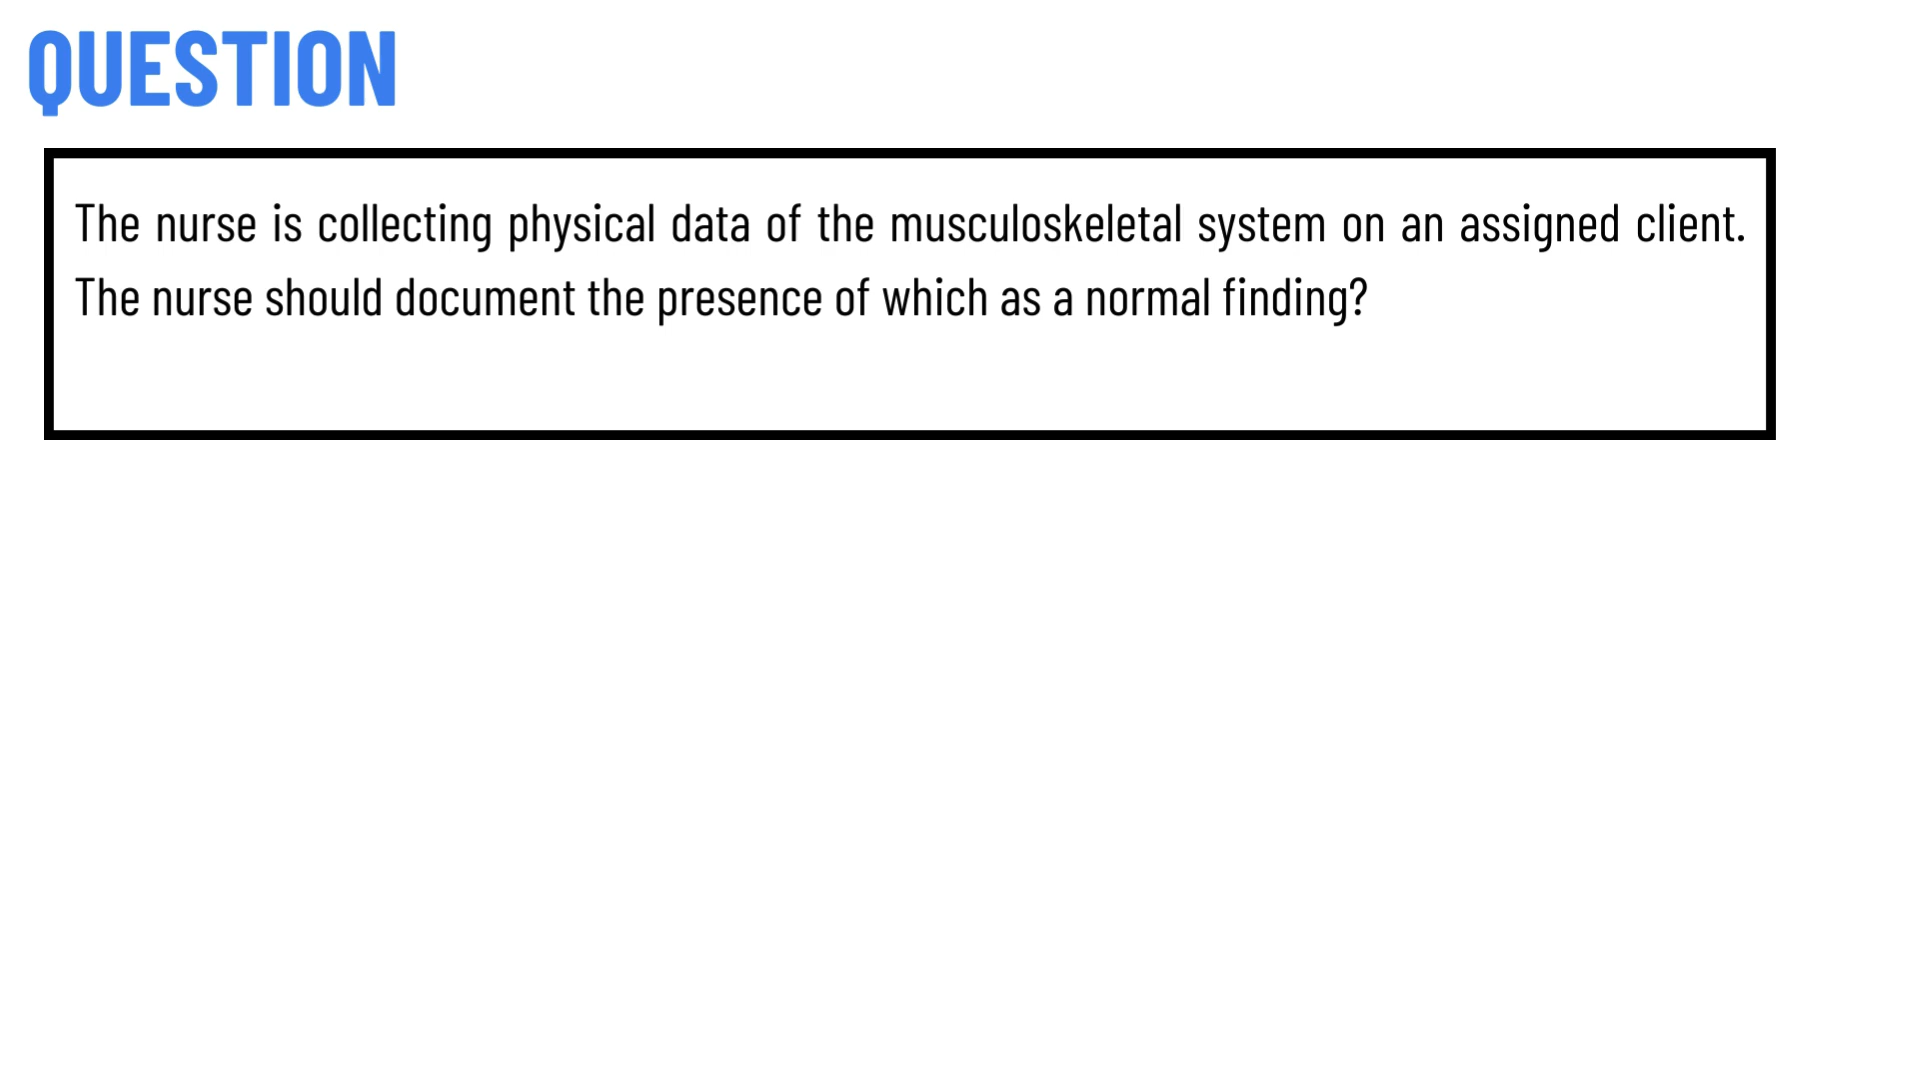 QUESTION
The nurse is collecting physical data of the musculoskeletal system on an assigned client.
The nurse should document the presence of which as a normal finding?